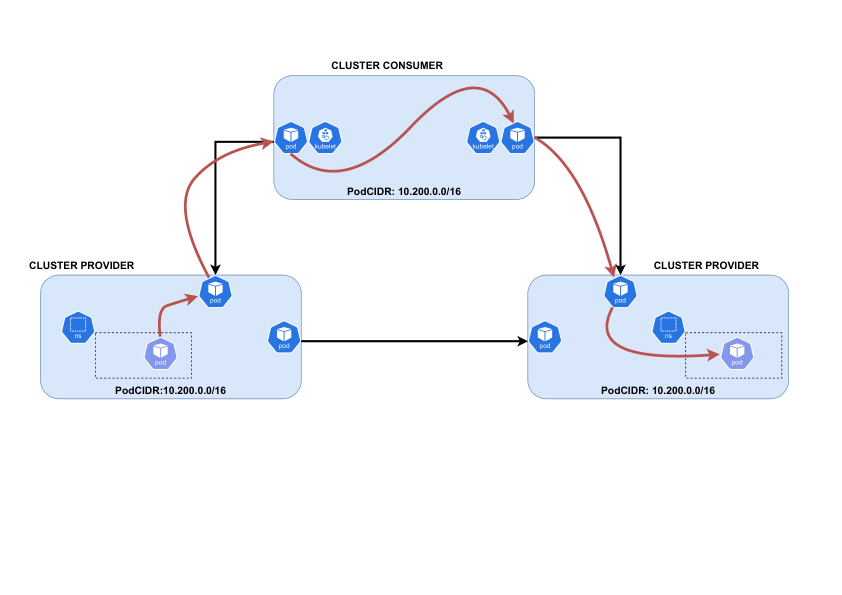 CLUSTER CONSUMER
pod
kubelet
kubelet
pod
PodCIDR: 10.200.0.0/16
CLUSTER PROVIDER
CLUSTER PROVIDER
pod
ns
pod
pod
PodCIDR:10.200.0.0/16
pod
ns
pod
pod
PodCIDR: 10.200.0.0/16